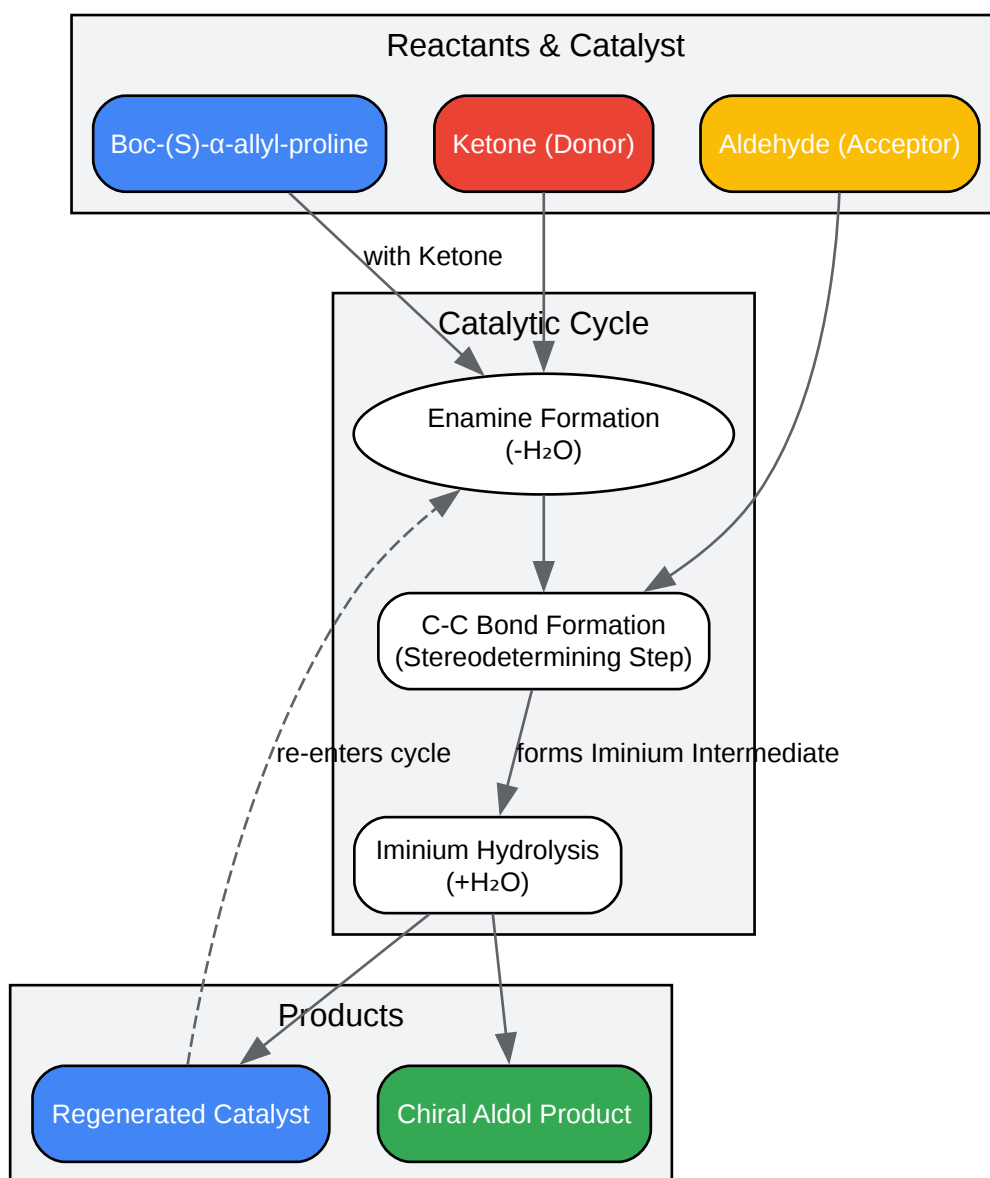 Reactants & Catalyst
Boc-(S)-α-allyl-proline
Ketone (Donor)
Aldehyde (Acceptor)
with Ketone
Catalytic Cycle
Enamine Formation
(-H₂O)
C-C Bond Formation
(Stereodetermining Step)
re-enters cycle
forms Iminium Intermediate
Iminium Hydrolysis
(+H₂O)
Products
Regenerated Catalyst
Chiral Aldol Product